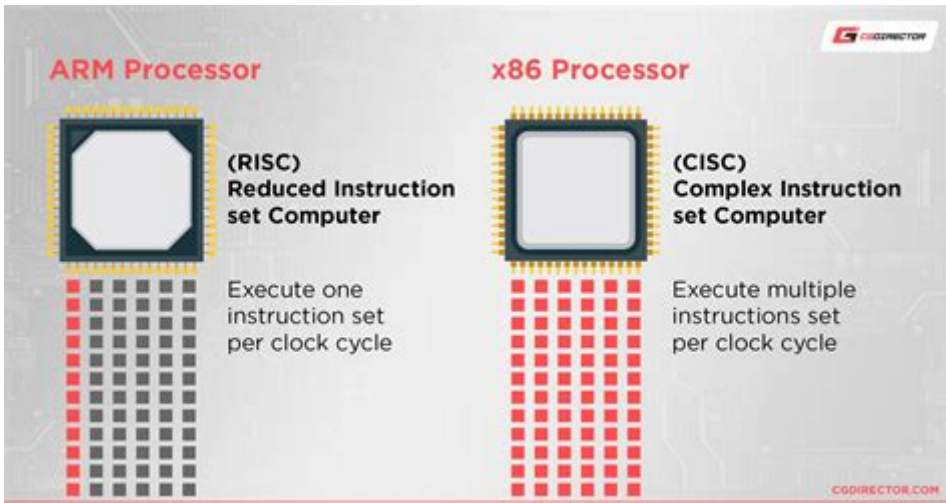 CGDIRECTOR
ARM Processor
(RISC)
Reduced Instruction
set Computer
Execute one
instruction set
per clock cycle
x86 Processor
(CISC)
Complex Instruction
set Computer
Execute multiple
instructions set
per clock cycle
CGDIRECTOR.COM